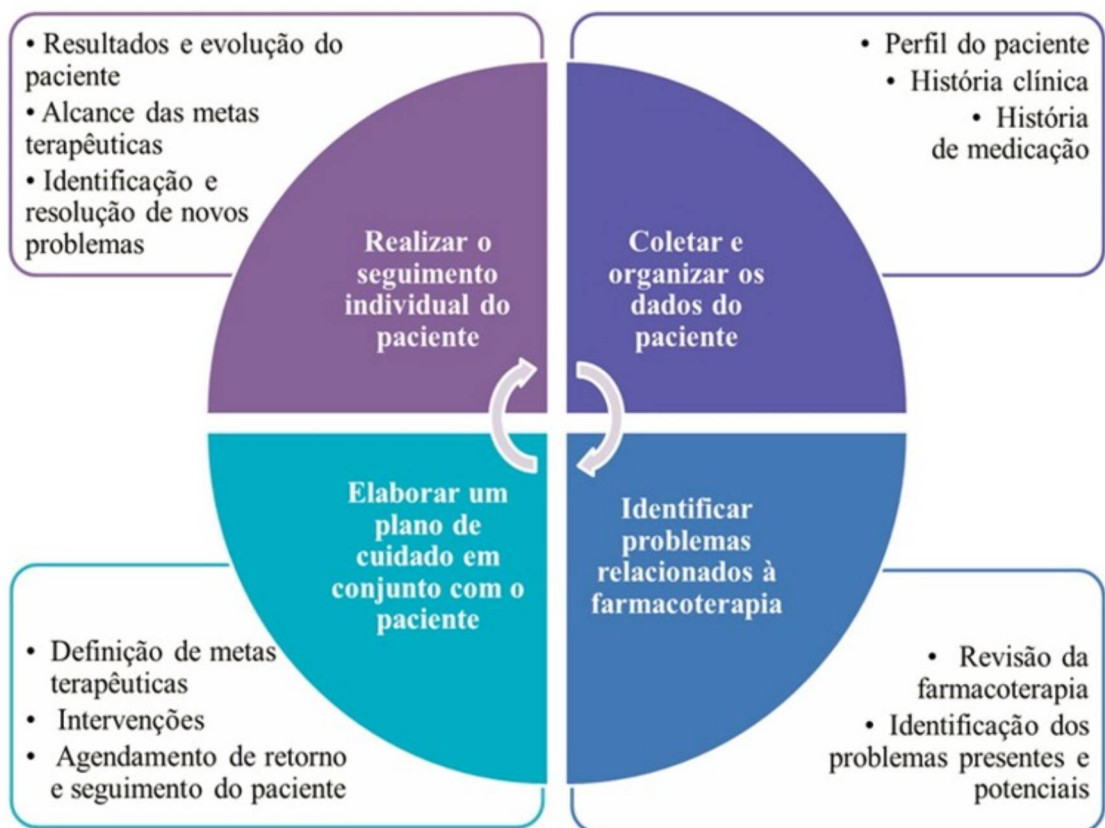 • Resultados e evolução do
paciente
• Alcance das metas
terapêuticas
• Identificação e
resolução de novos
problemas
• Perfil do paciente
• História clínica
• História
de medicação
Realizar o
seguimento
individual do
paciente
Coletar e
organizar os
dados do
paciente
Elaborar um
plano de
cuidado em
conjunto com o
paciente
Identificar
problemas
relacionados à
farmacoterapia
• Definição de metas
terapêuticas
• Intervenções
• Agendamento de retorno
e seguimento do paciente
• Revisão da
farmacoterapia
• Identificação dos
problemas presentes e
potenciais